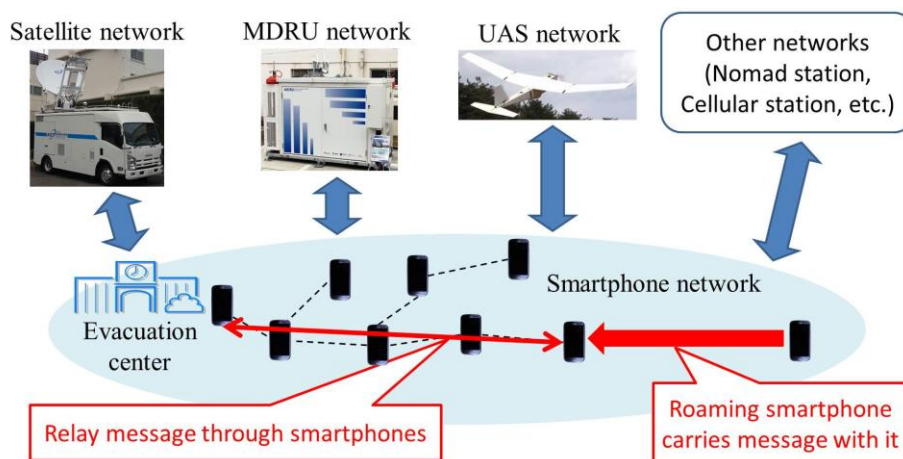 Satellite network
MDRU network
UAS network
Other networks
(Nomad station,
Cellular station, etc.)
Smartphone network
Evacuation
center
Relay message through smartphones
Roaming smartphone
carries message with it